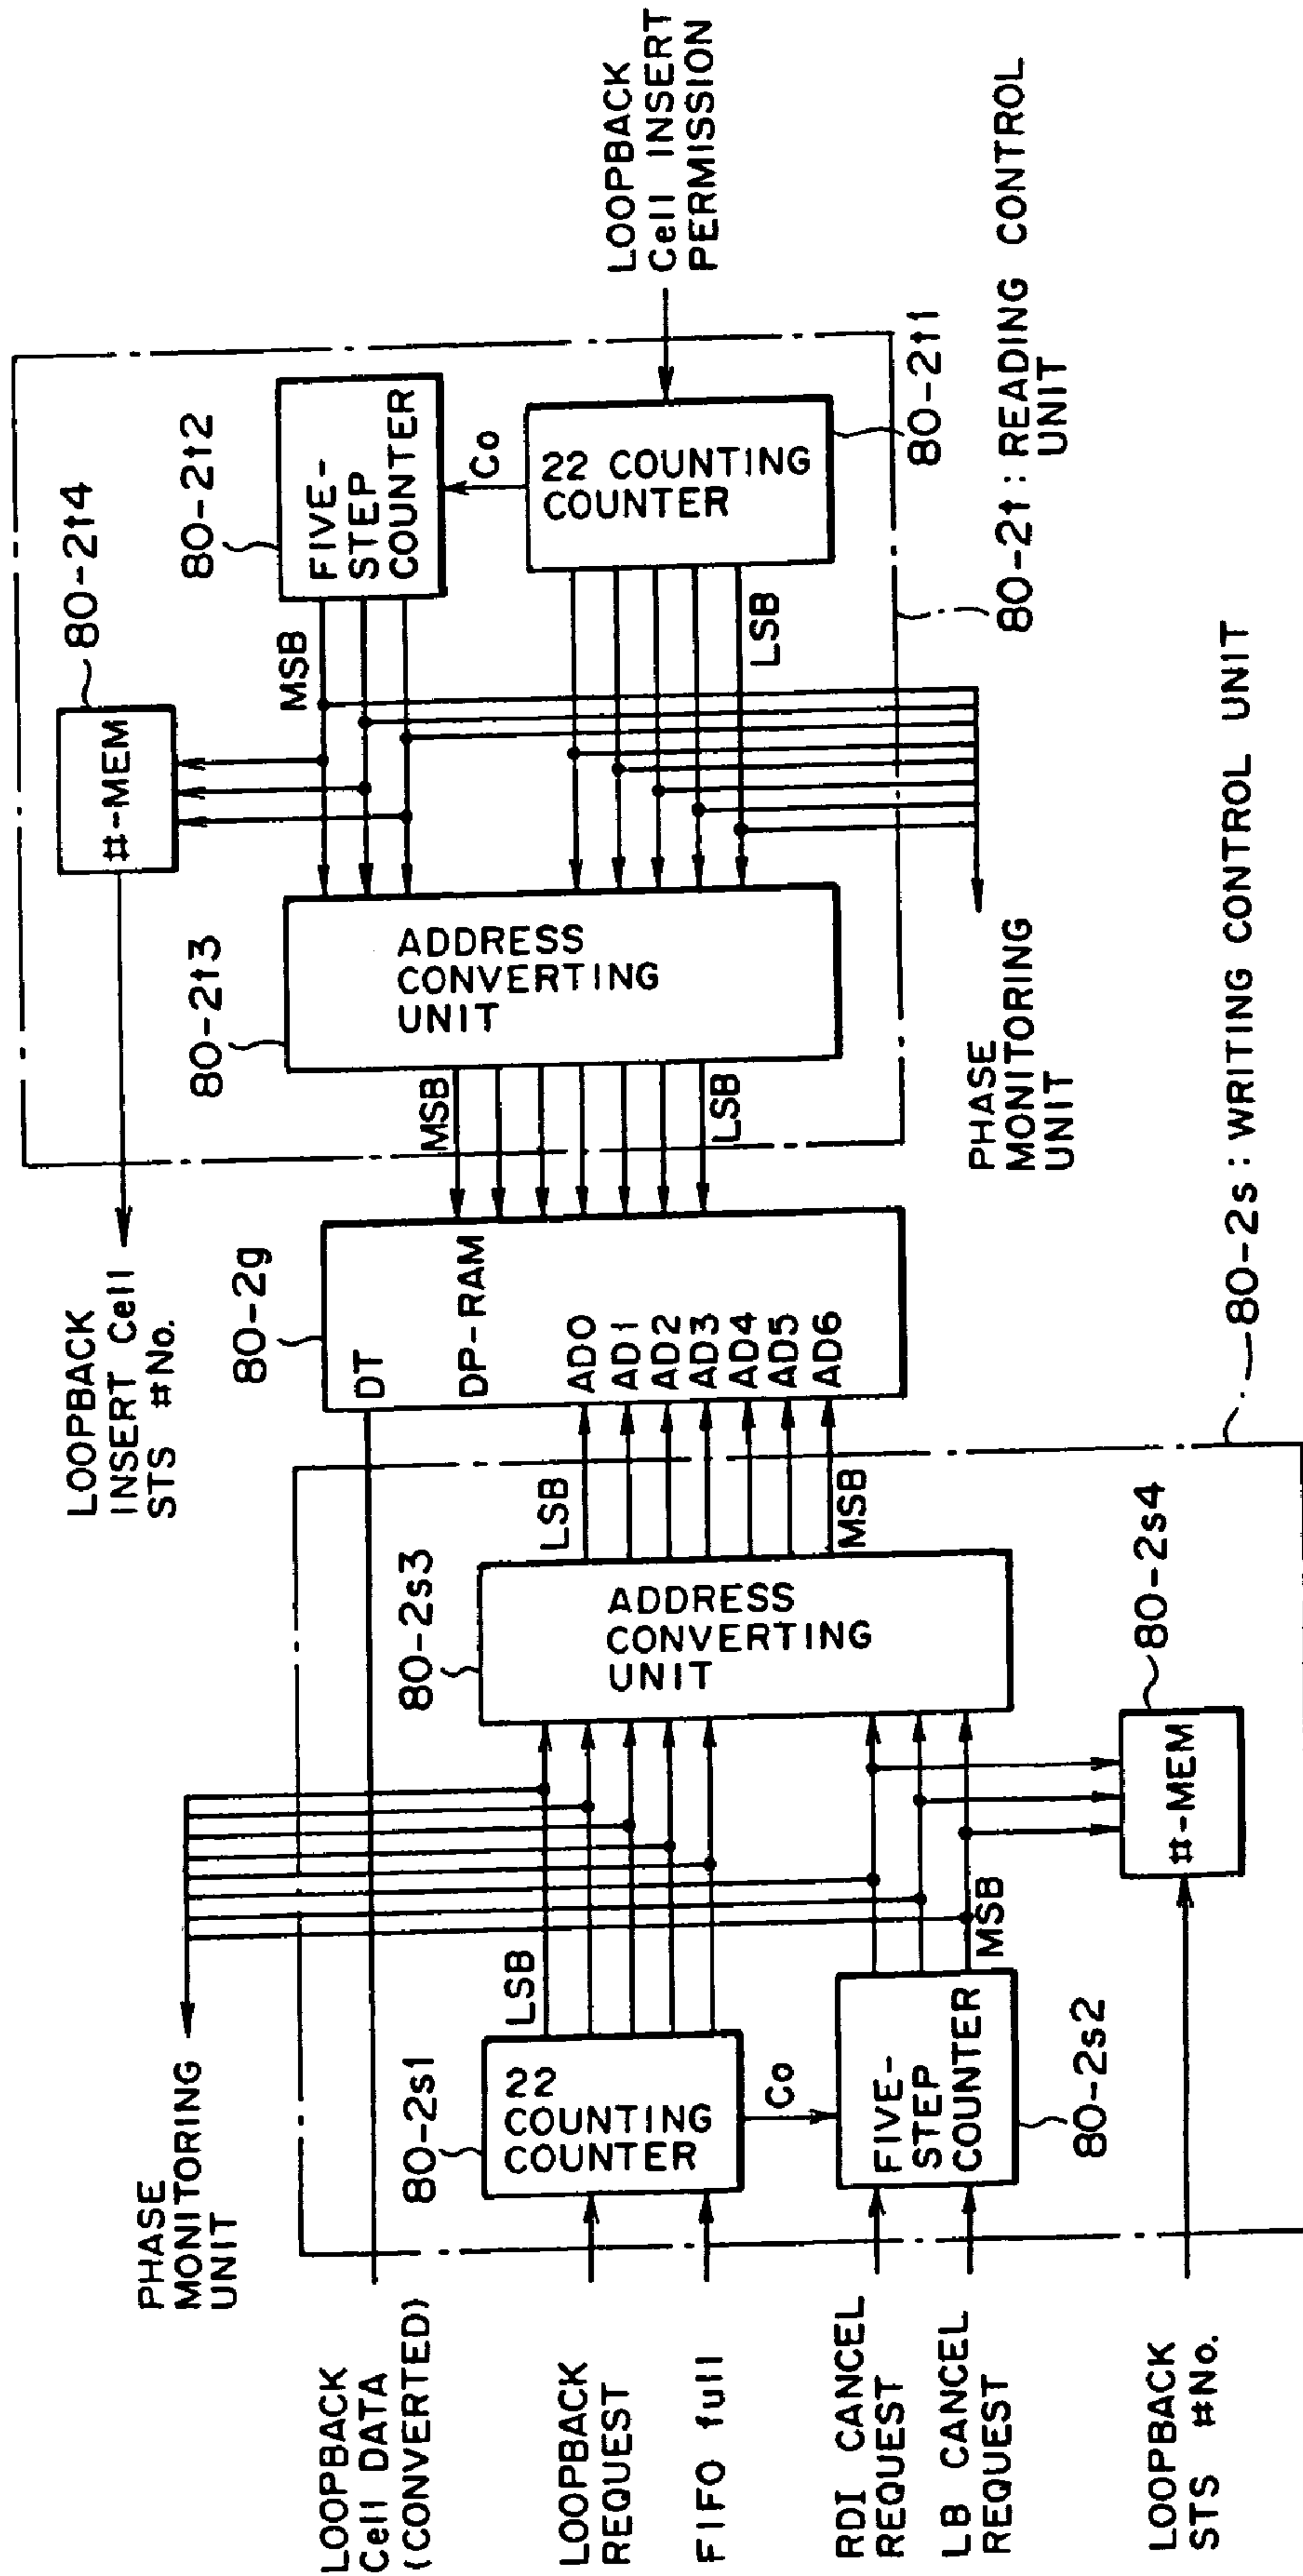 PHASE
MONITORING
UNIT
LOOPBACK
Cell DATA
(CONVERTED)
LOOPBACK
REQUEST
FIFO full
RDI CANCEL
REQUEST
LB CANCEL
REQUEST
LOOPBACK
STS #No.
80-2s1
22
COUNTING
COUNTER
LSB
Co
FIVE-
STEP
COUNTER
80-2s2
MSB
#-MEM
80-2s4
80-2s3
ADDRESS
CONVERTING
UNIT
LSB
MSB
80-2s: WRITING CONTROL UNIT
80-2g
DT
DP-RAM
AD0
AD1
AD2
AD3
AD4
AD5
AD6
LOOPBACK
INSERT Cell
STS #No.
MSB
LSB
80-2t3
ADDRESS
CONVERTING
UNIT
PHASE
MONITORING
UNIT
#-MEM
80-2t4
MSB
LSB
80-2t2
FIVE-
STEP
COUNTER
Co
22 COUNTING
COUNTER
80-2t1
80-2t: READING CONTROL
UNIT
LOOPBACK
Cell INSERT
PERMISSION